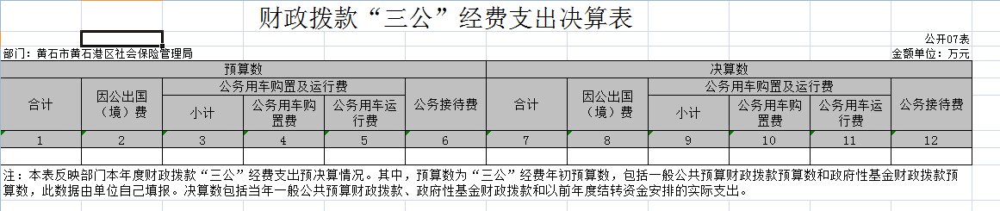 财政拨款“三公”经费支出决算表
公开07表
部门：黄石市黄石港区社会保险管理局 金额单位：万元
预算数 决算数
合计 因公出国（境）费 公务用车购置及运行费 公务接待费 合计 因公出国（境）费 公务用车购置及运行费 公务接待费
小计 公务用车购置费 公务用车运行费 小计 公务用车购置费 公务用车运行费
1 2 3 4 5 6 7 8 9 10 11 12
注：本表反映部门本年度财政拨款“三公”经费支出预决算情况。其中，预算数为“三公”经费年初预算数，包括一般公共预算财政拨款预算数和政府性基金财政拨款预
算数，此数据由单位自己填报。决算数包括当年一般公共预算财政拨款、政府性基金财政拨款和以前年度结转资金安排的实际支出。